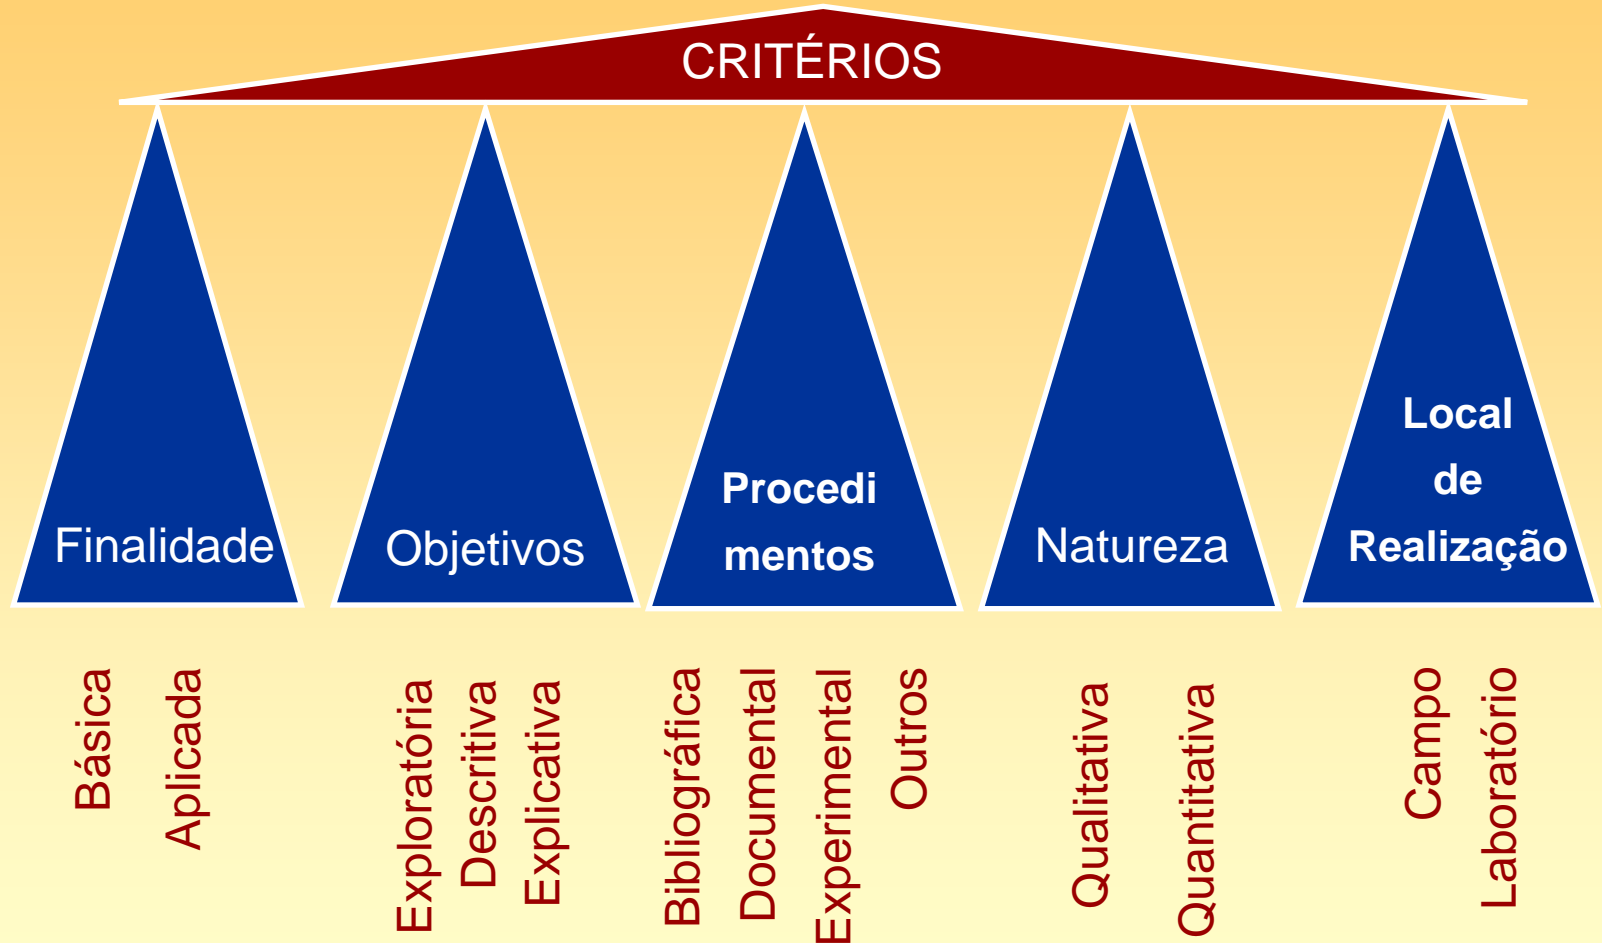 CRITÉRIOS
Finalidade
Objetivos
Procedi
mentos
Natureza
Local
de
Realização
Básica
Aplicada
Exploratória
Descritiva
Explicativa
Bibliográfica
Documental
Experimental
Outros
Qualitativa
Quantitativa
Campo
Laboratório